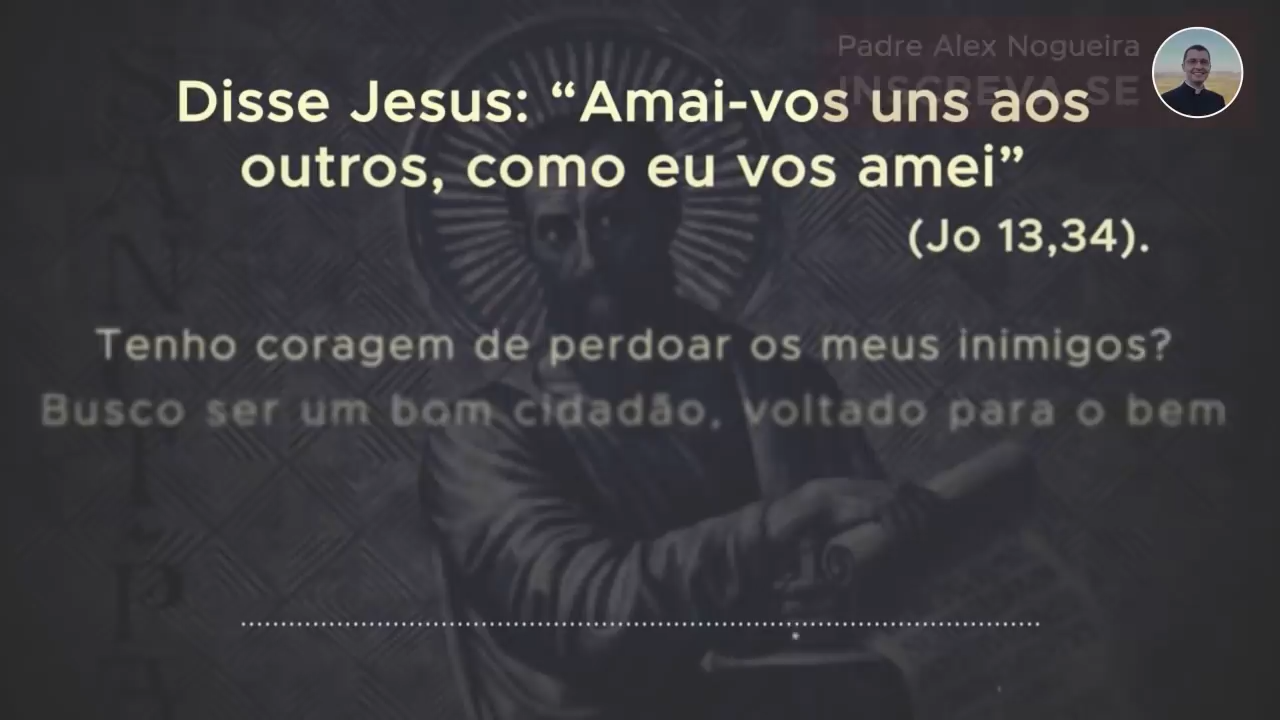 Padre Alex Nogueira
INSCREVA-SE
Disse Jesus: “Amai-vos uns aos
outros, como eu vos amei”
(Jo 13,34).
Tenho coragem de perdoar os meus inimigos?
Busco ser um bom cidadão, voltado para o bem